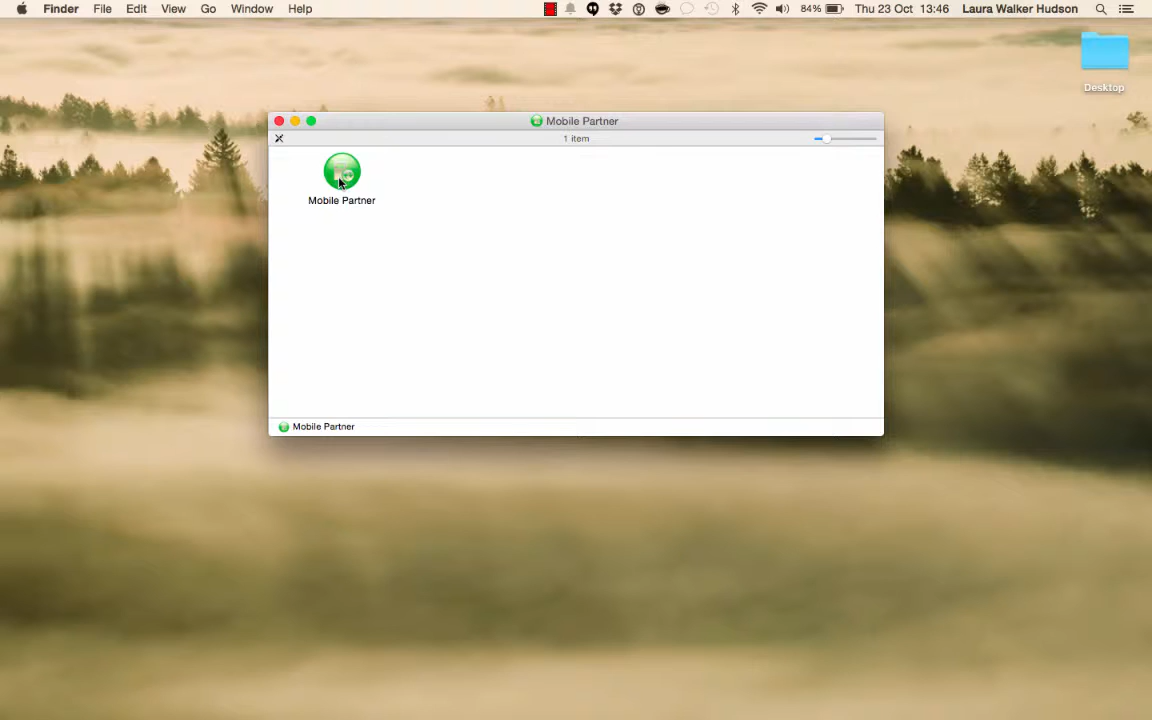 Finder File Edit View Go Window Help 84% Thu 23 Oct 13:46 Laura Walker Hudson
Desktop
Mobile Partner
1 item
Mobile Partner
Mobile Partner